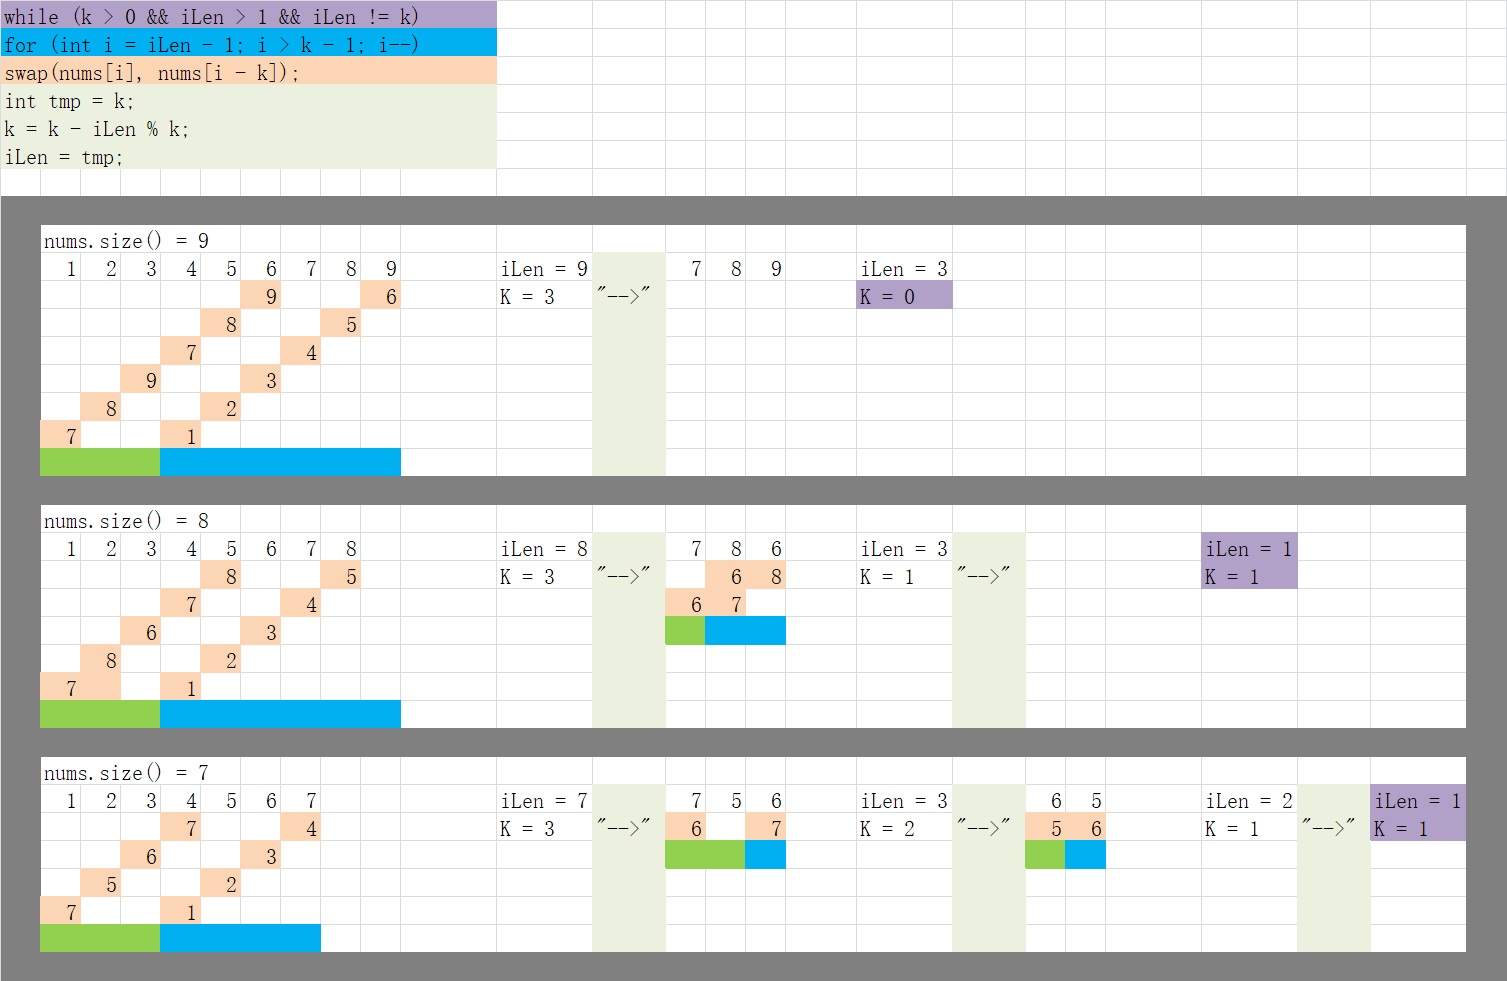 while (k > 0 && iLen > 1 && iLen != k)
for (int i = iLen - 1; i > k - 1; i--)
swap(nums[i], nums[i - k]);
int tmp = k;
k = k - iLen % k;
iLen = tmp;
nums.size() = 9
1 2 3 4 5 6 7 8 9 iLen = 9 7 8 9 iLen = 3
9 6 K = 3 "-->" K = 0
8 5
7 4
9 3
8 2
7 1
nums.size() = 8
1 2 3 4 5 6 7 8 iLen = 8 7 8 6 iLen = 3 iLen = 1
8 5 K = 3 "-->" 6 8 K = 1 "-->" K = 1
7 4 6 7
6 3
8 2
7 1
nums.size() = 7
1 2 3 4 5 6 7 iLen = 7 7 5 6 iLen = 3 6 5 iLen = 2 iLen = 1
7 4 K = 3 "-->" 6 7 K = 2 "-->" 5 6 K = 1 "-->" K = 1
6 3
5 2
7 1